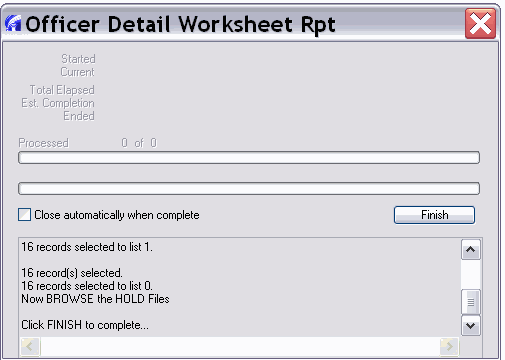 Officer Detail Worksheet Rpt
Started
Current
Total Elapsed
Est. Completion
Ended
Processed 0 of 0
Close automatically when complete
Finish
16 records selected to list 1.
16 record(s) selected.
16 records selected to list 0.
Now BROWSE the HOLD Files
Click FINISH to complete...